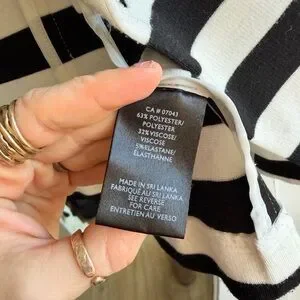 CA # 07043
63% POLYESTER/
POLYESTER
32% VISCOSE/
VISCOSE
5% ELASTANE/
ÉLASTHANNE
MADE IN SRI LANKA
FABRIQUÉ AU SRI LANKA
SEE REVERSE
FOR CARE
ENTRETIEN AU VERSO